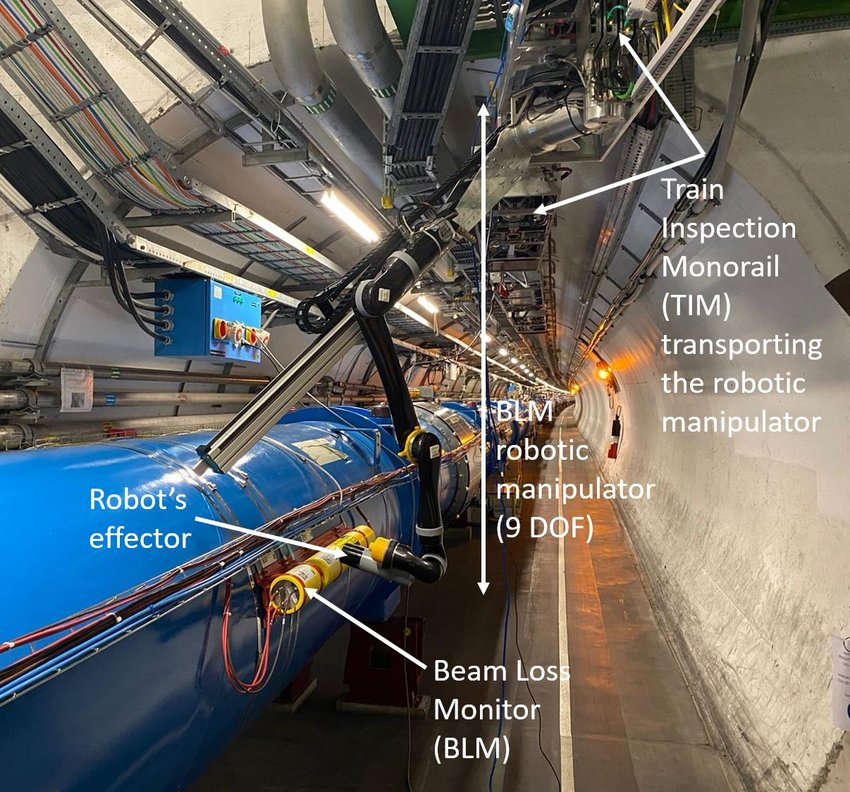 Train
Inspection
Monorail
(TIM)
transporting
the robotic
manipulator
BLM
robotic
manipulator
(9 DOF)
Robot's
effector
Beam Loss
Monitor
(BLM)